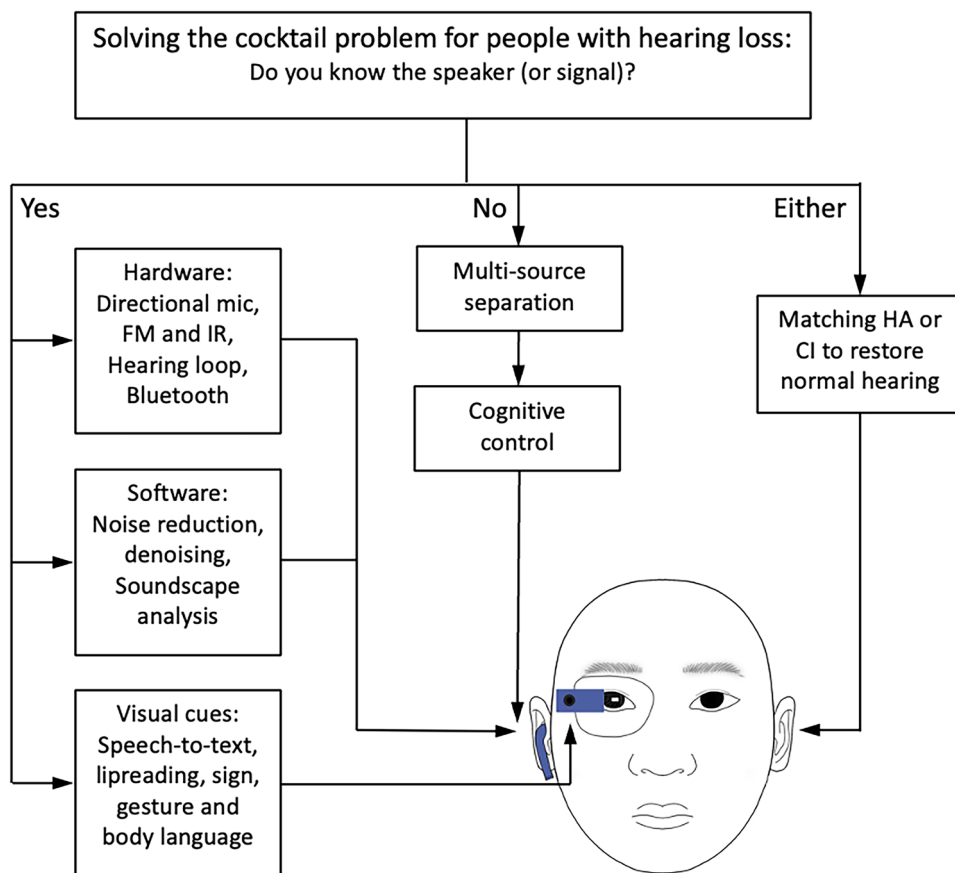 Solving the cocktail problem for people with hearing loss:
Do you know the speaker (or signal)?
Yes
No
Either
Hardware:
Directional mic,
FM and IR,
Hearing loop,
Bluetooth
Multi-source
separation
Matching HA or
CI to restore
normal hearing
Cognitive
control
Software:
Noise reduction,
denoising,
Soundscape
analysis
Visual cues:
Speech-to-text,
lipreading, sign,
gesture and
body language